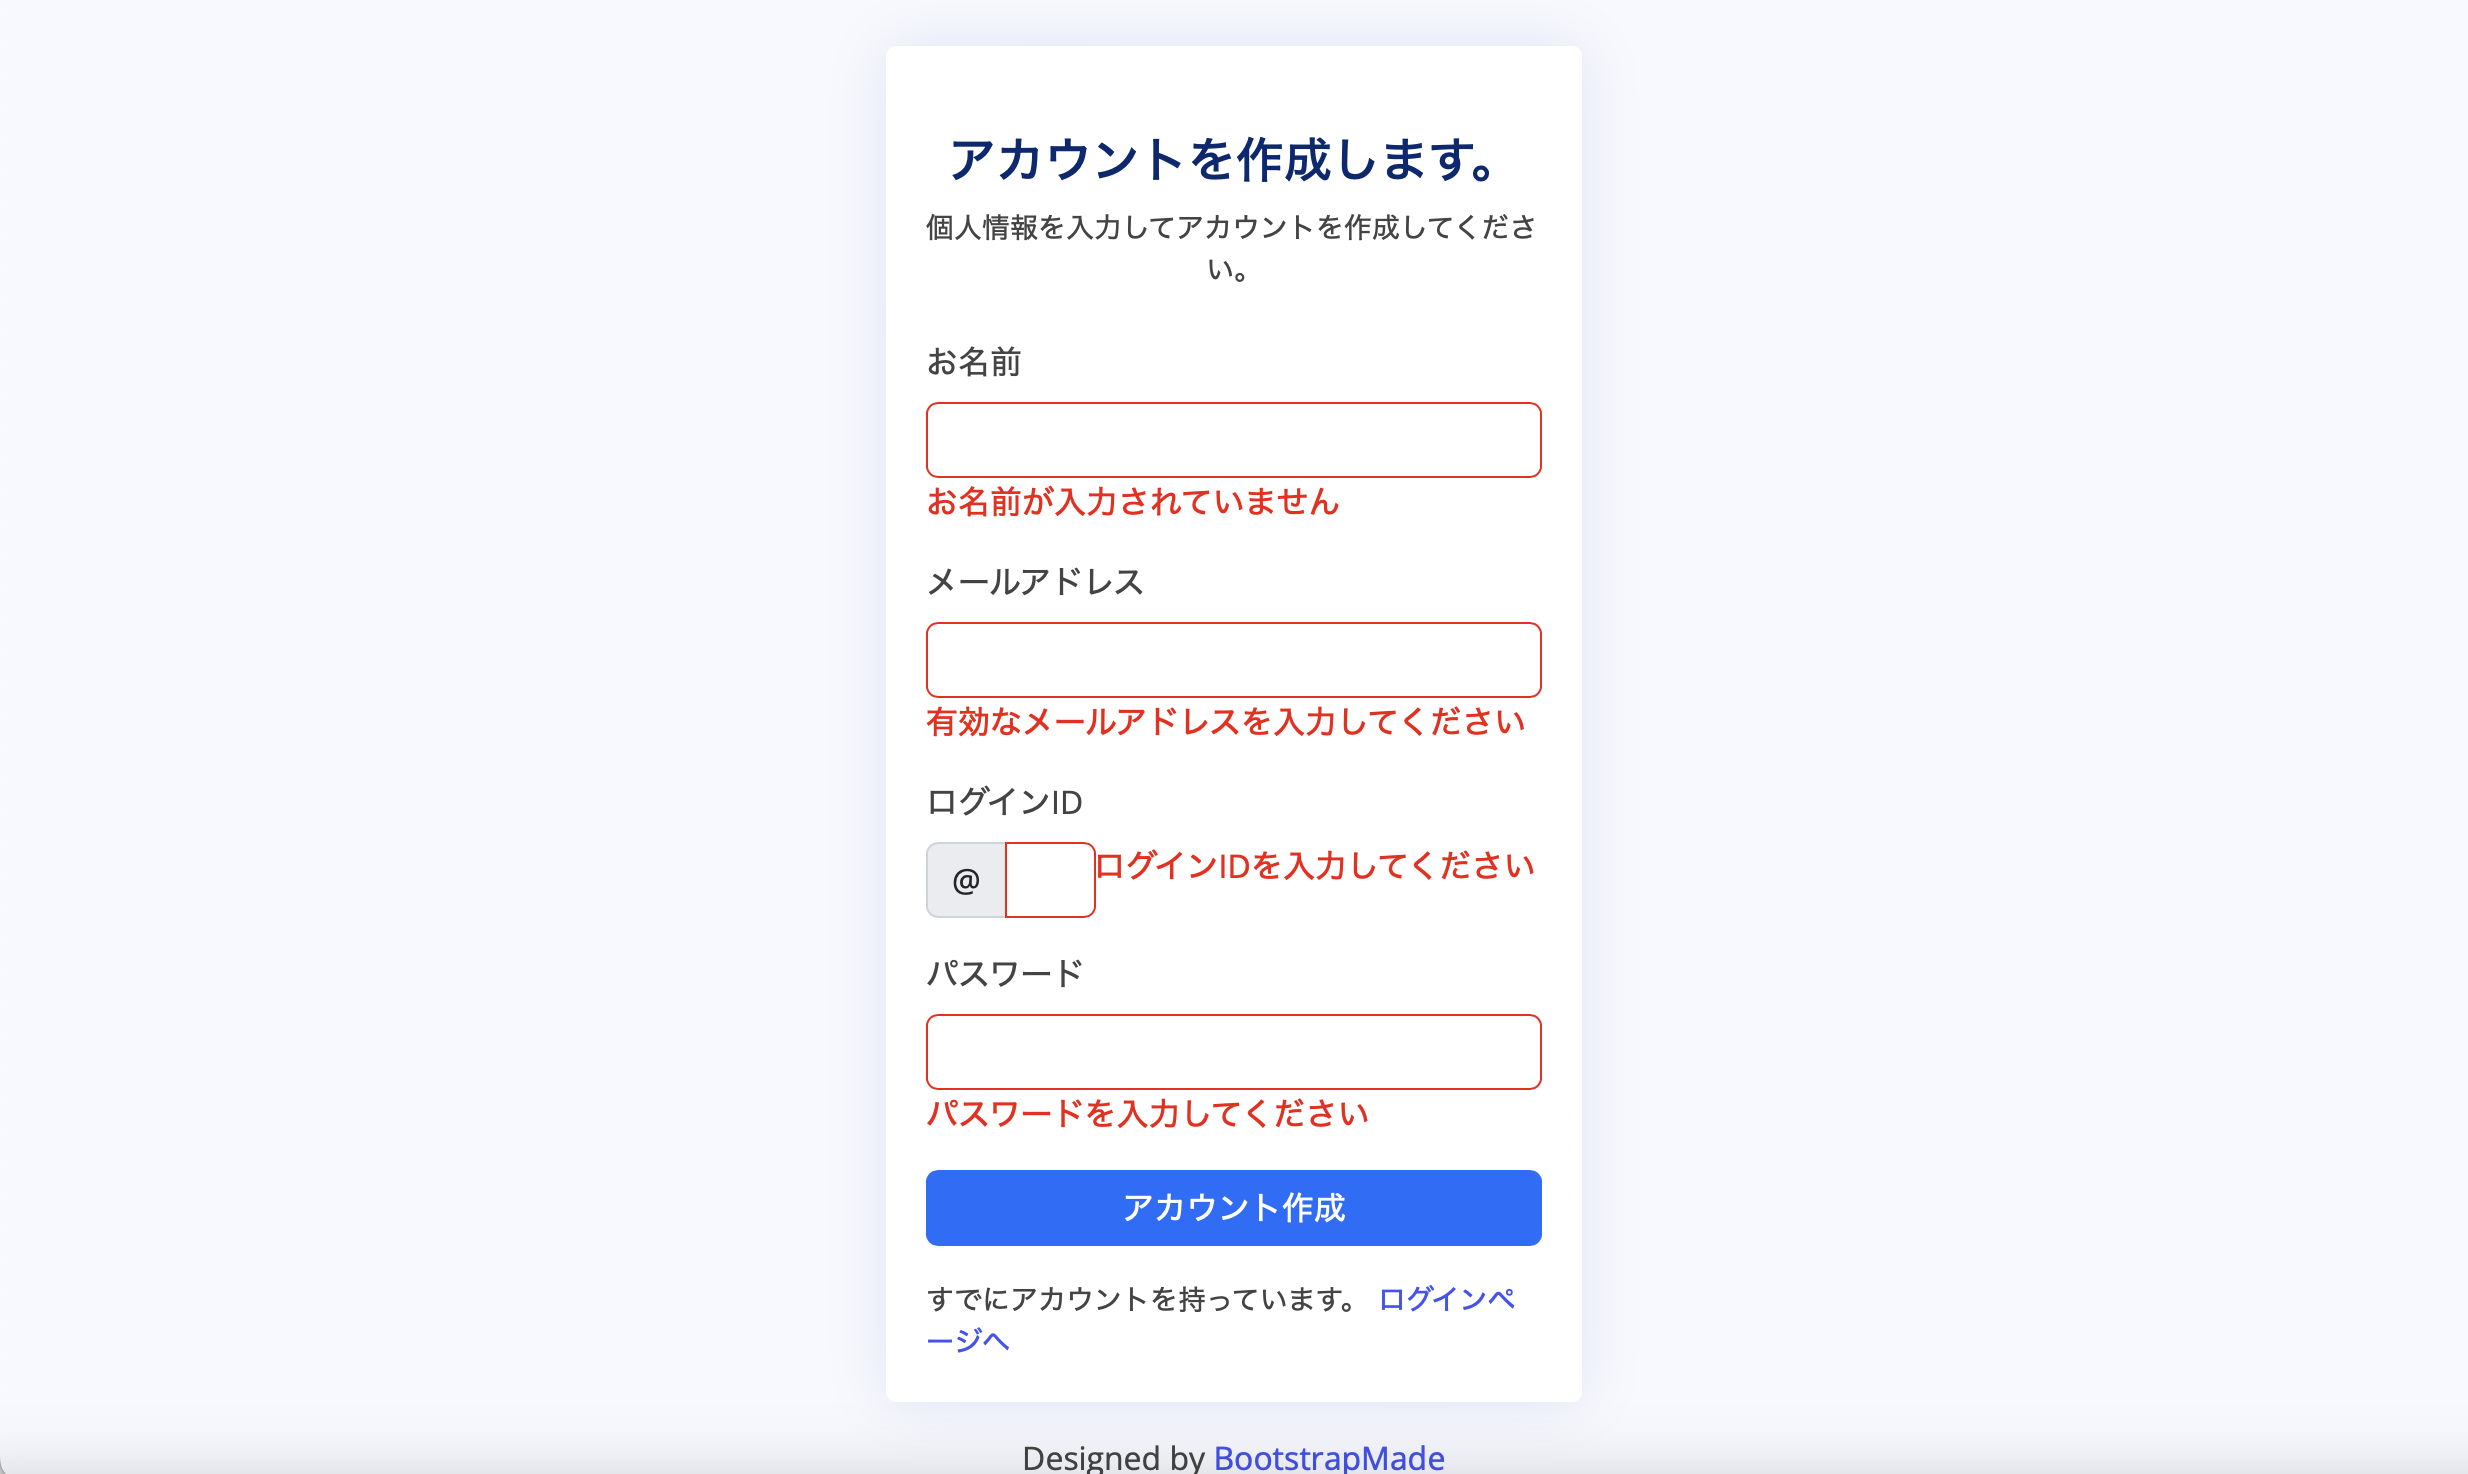 アカウントを作成します。
個人情報を入力してアカウントを作成してくださ
い。
お名前
お名前が入力されていません
メールアドレス
有効なメールアドレスを入力してください
ログインID
@ ログインIDを入力してください
パスワード
パスワードを入力してください
アカウント作成
すでにアカウントを持っています。 ログインペ
ージへ
Designed by BootstrapMade